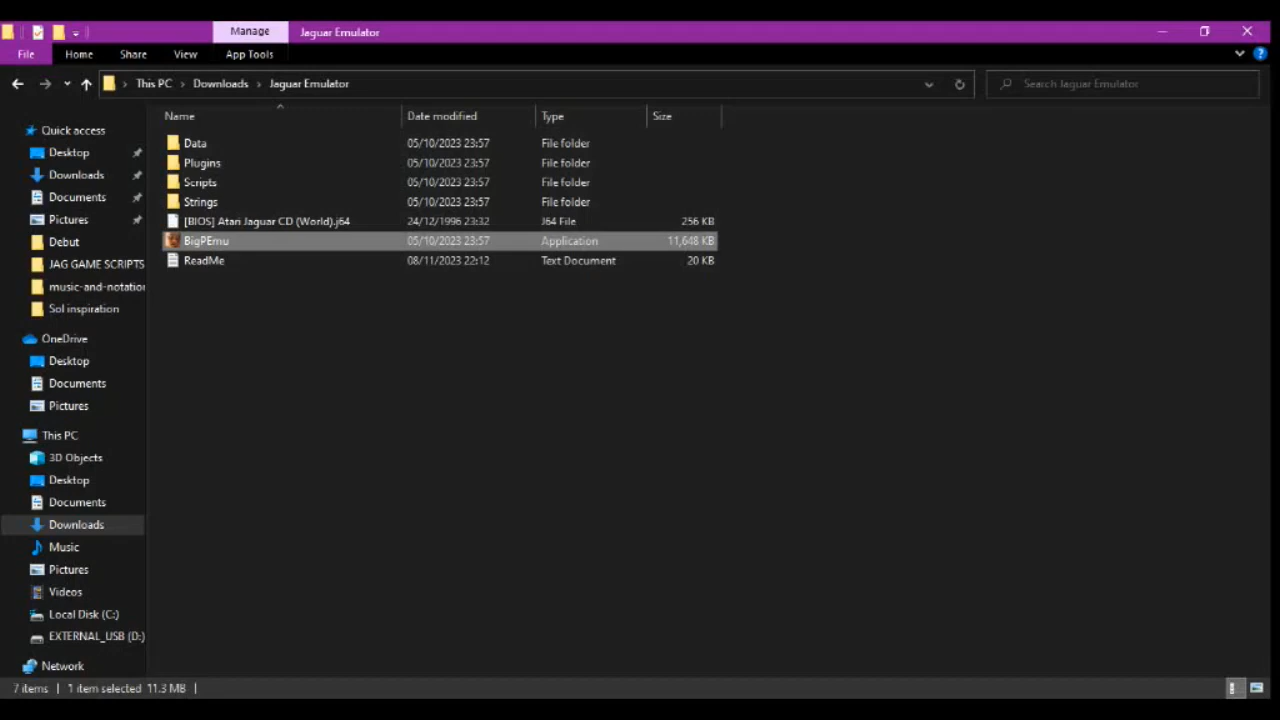 Manage Jaguar Emulator
File Home Share View App Tools
This PC Downloads Jaguar Emulator Search Jaguar Emulator
Name Date modified Type Size
Quick access
Desktop
Downloads
Documents
Pictures
Debut
JAG GAME SCRIPTS
music-and-notation
Sol inspiration
OneDrive
Desktop
Documents
Pictures
This PC
3D Objects
Desktop
Documents
Downloads
Music
Pictures
Videos
Local Disk (C:)
EXTERNAL_USB (D:)
Network
Data 05/10/2023 23:57 File folder
Plugins 05/10/2023 23:57 File folder
Scripts 05/10/2023 23:57 File folder
Strings 05/10/2023 23:57 File folder
[BIOS] Atari Jaguar CD (World).j64 24/12/1996 23:32 J64 File 256 KB
BigPEmu 05/10/2023 23:57 Application 11,648 KB
ReadMe 08/11/2023 22:12 Text Document 20 KB
7 items 1 item selected 11.3 MB